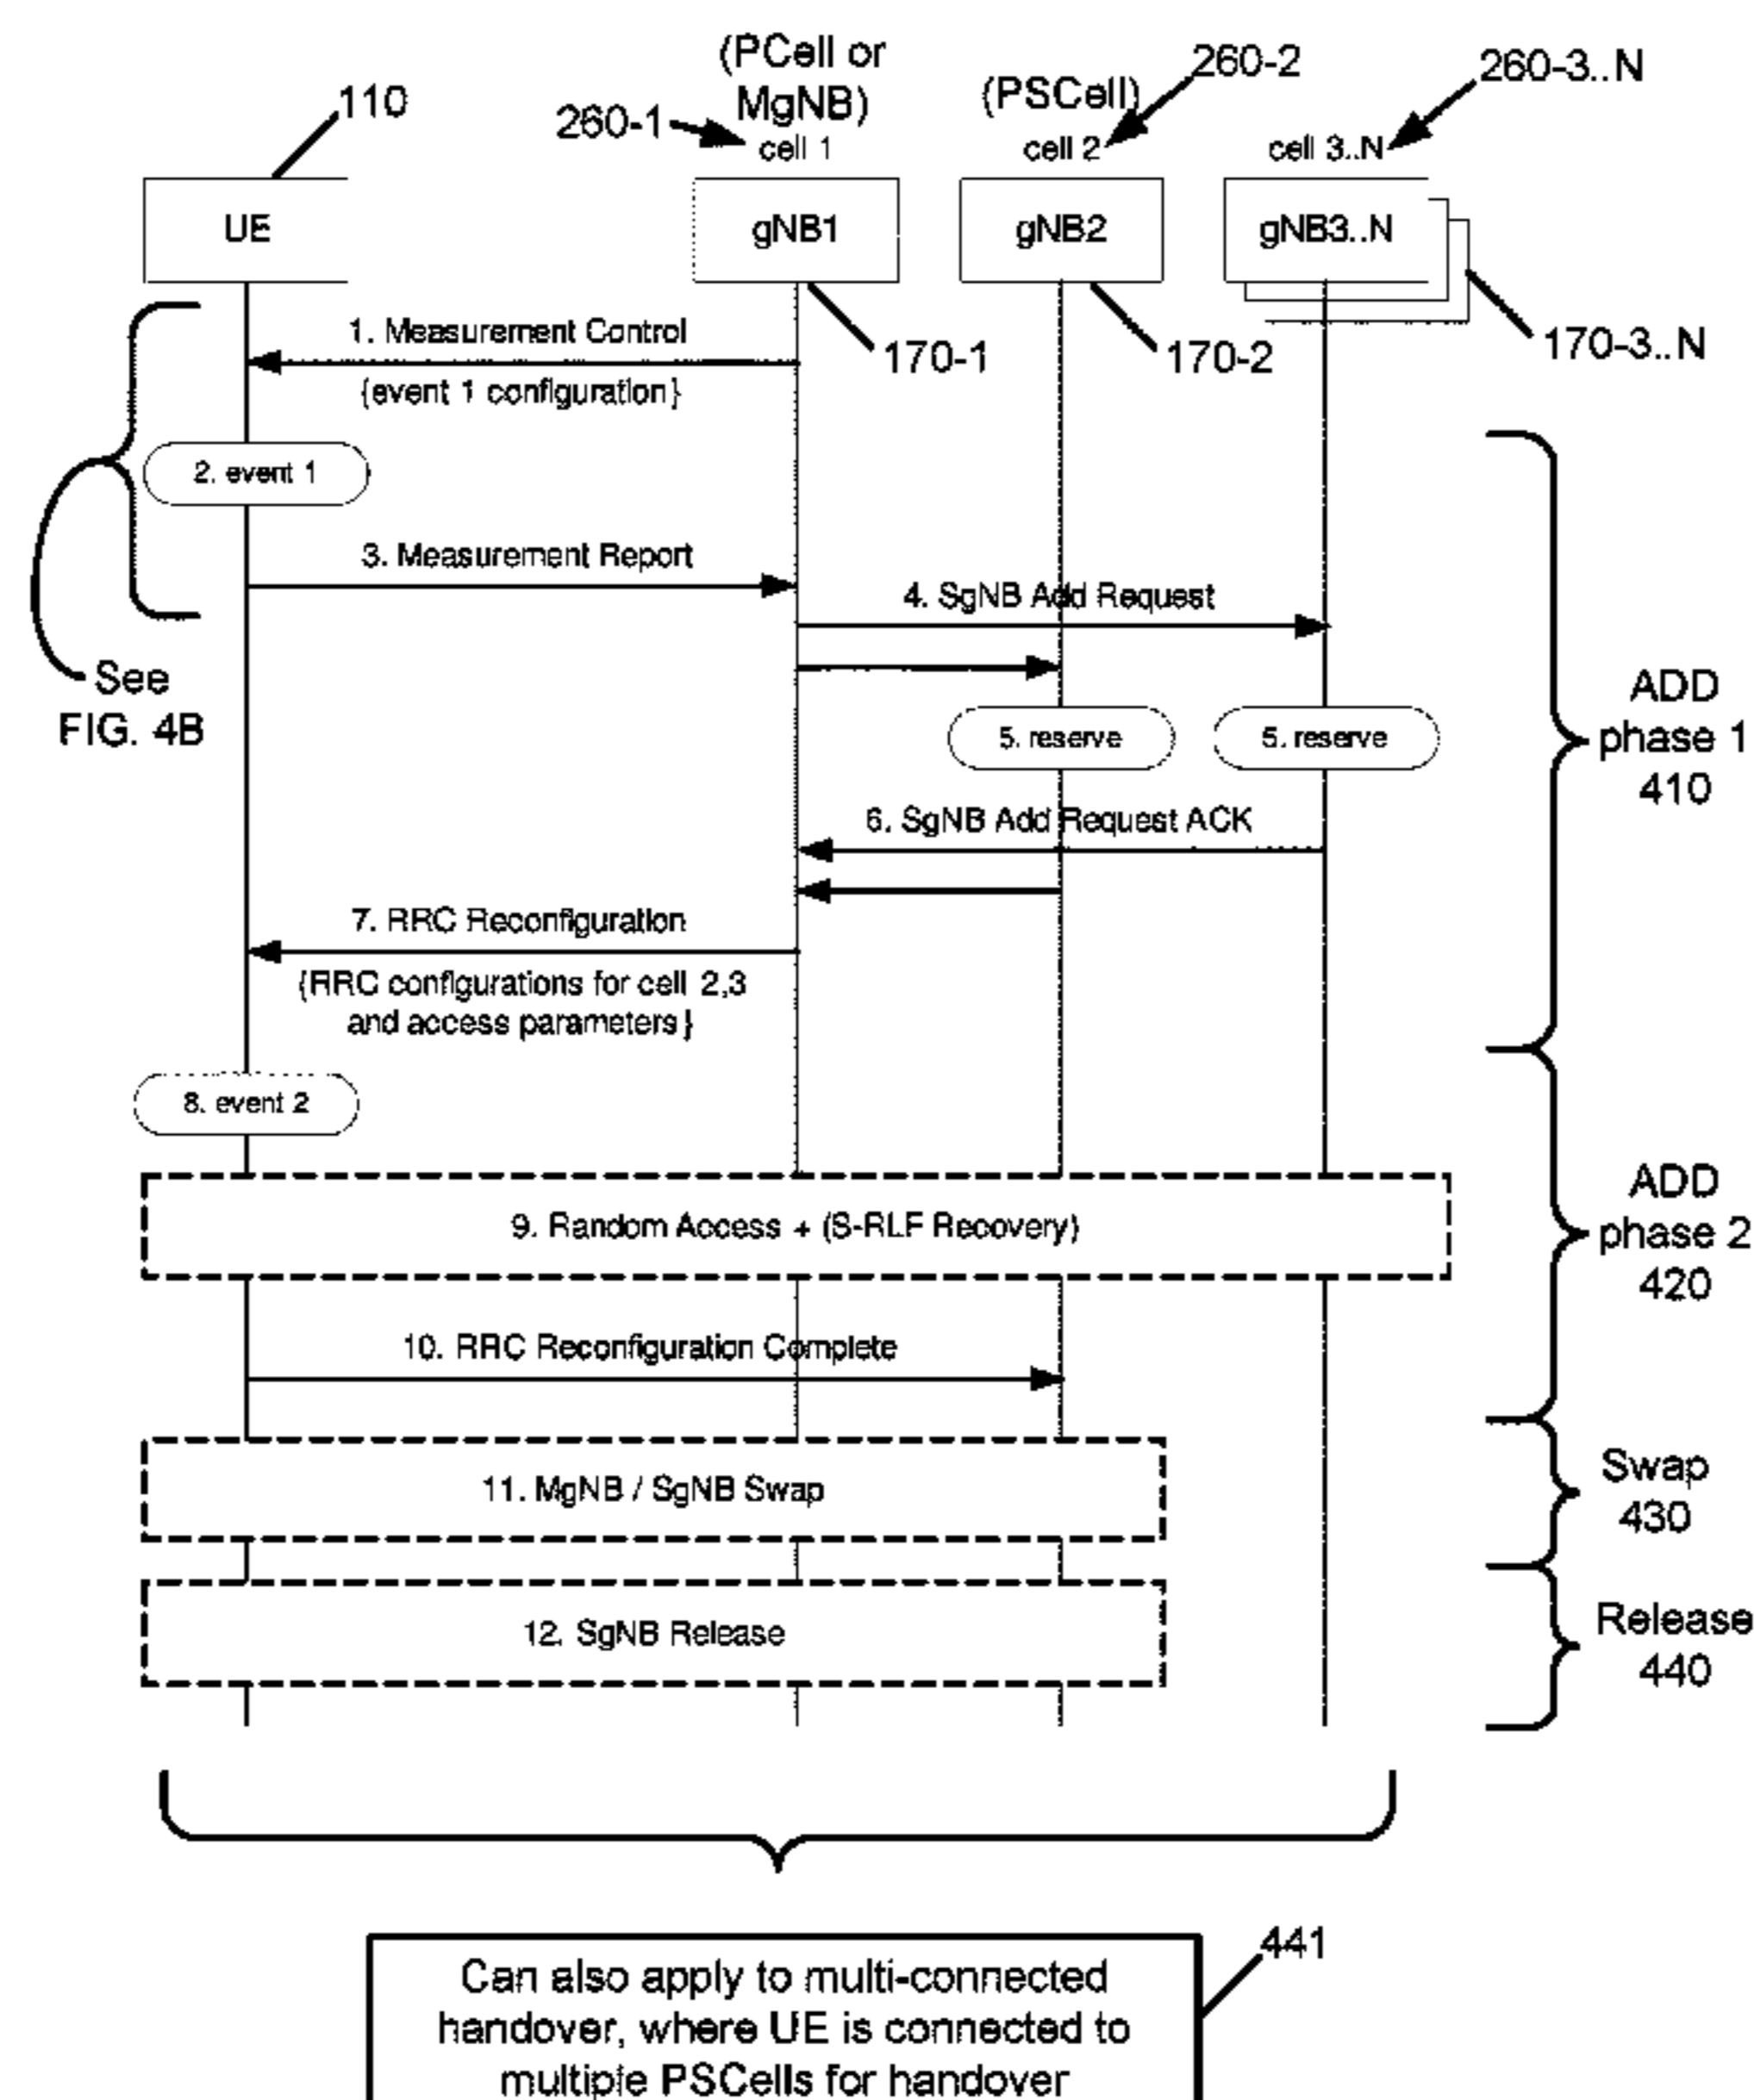 (PCell or
MgNB)
260-1
cell 1
(PSCell)
260-2
cell 2
260-3..N
cell 3..N
110
UE
gNB1
gNB2
gNB3..N
170-1
170-2
170-3..N
1. Measurement Control
{event 1 configuration}
2. event 1
3. Measurement Report
See
FIG. 4B
4. SgNB Add Request
5. reserve
5. reserve
6. SgNB Add Request ACK
7. RRC Reconfiguration
{RRC configurations for cell 2,3
and access parameters}
ADD
phase 1
410
8. event 2
9. Random Access + (S-RLF Recovery)
10. RRC Reconfiguration Complete
ADD
phase 2
420
11. MgNB / SgNB Swap
Swap
430
12. SgNB Release
Release
440
441
Can also apply to multi-connected
handover, where UE is connected to
multiple PSCells for handover